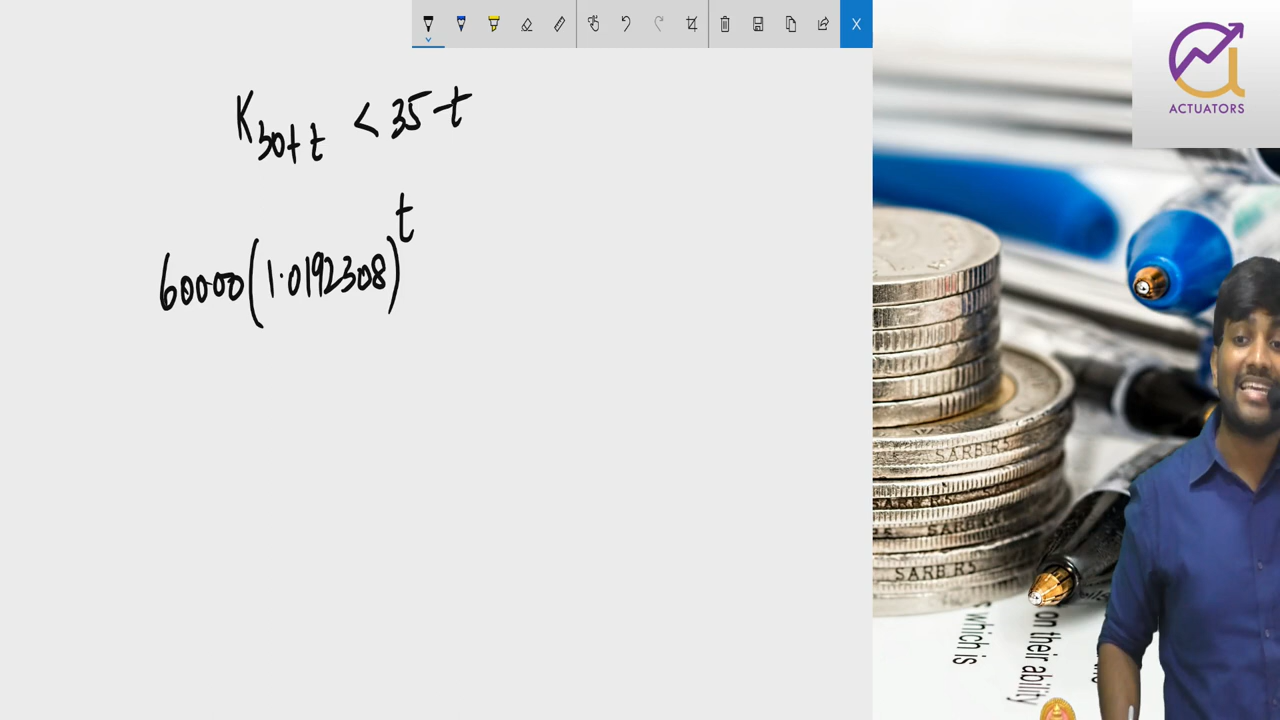 K30+t < 35-t
60000(1.0192308)^t
X
ACTUATORS
SARB R5
SARB R5
SARB R5
on their ability
which is